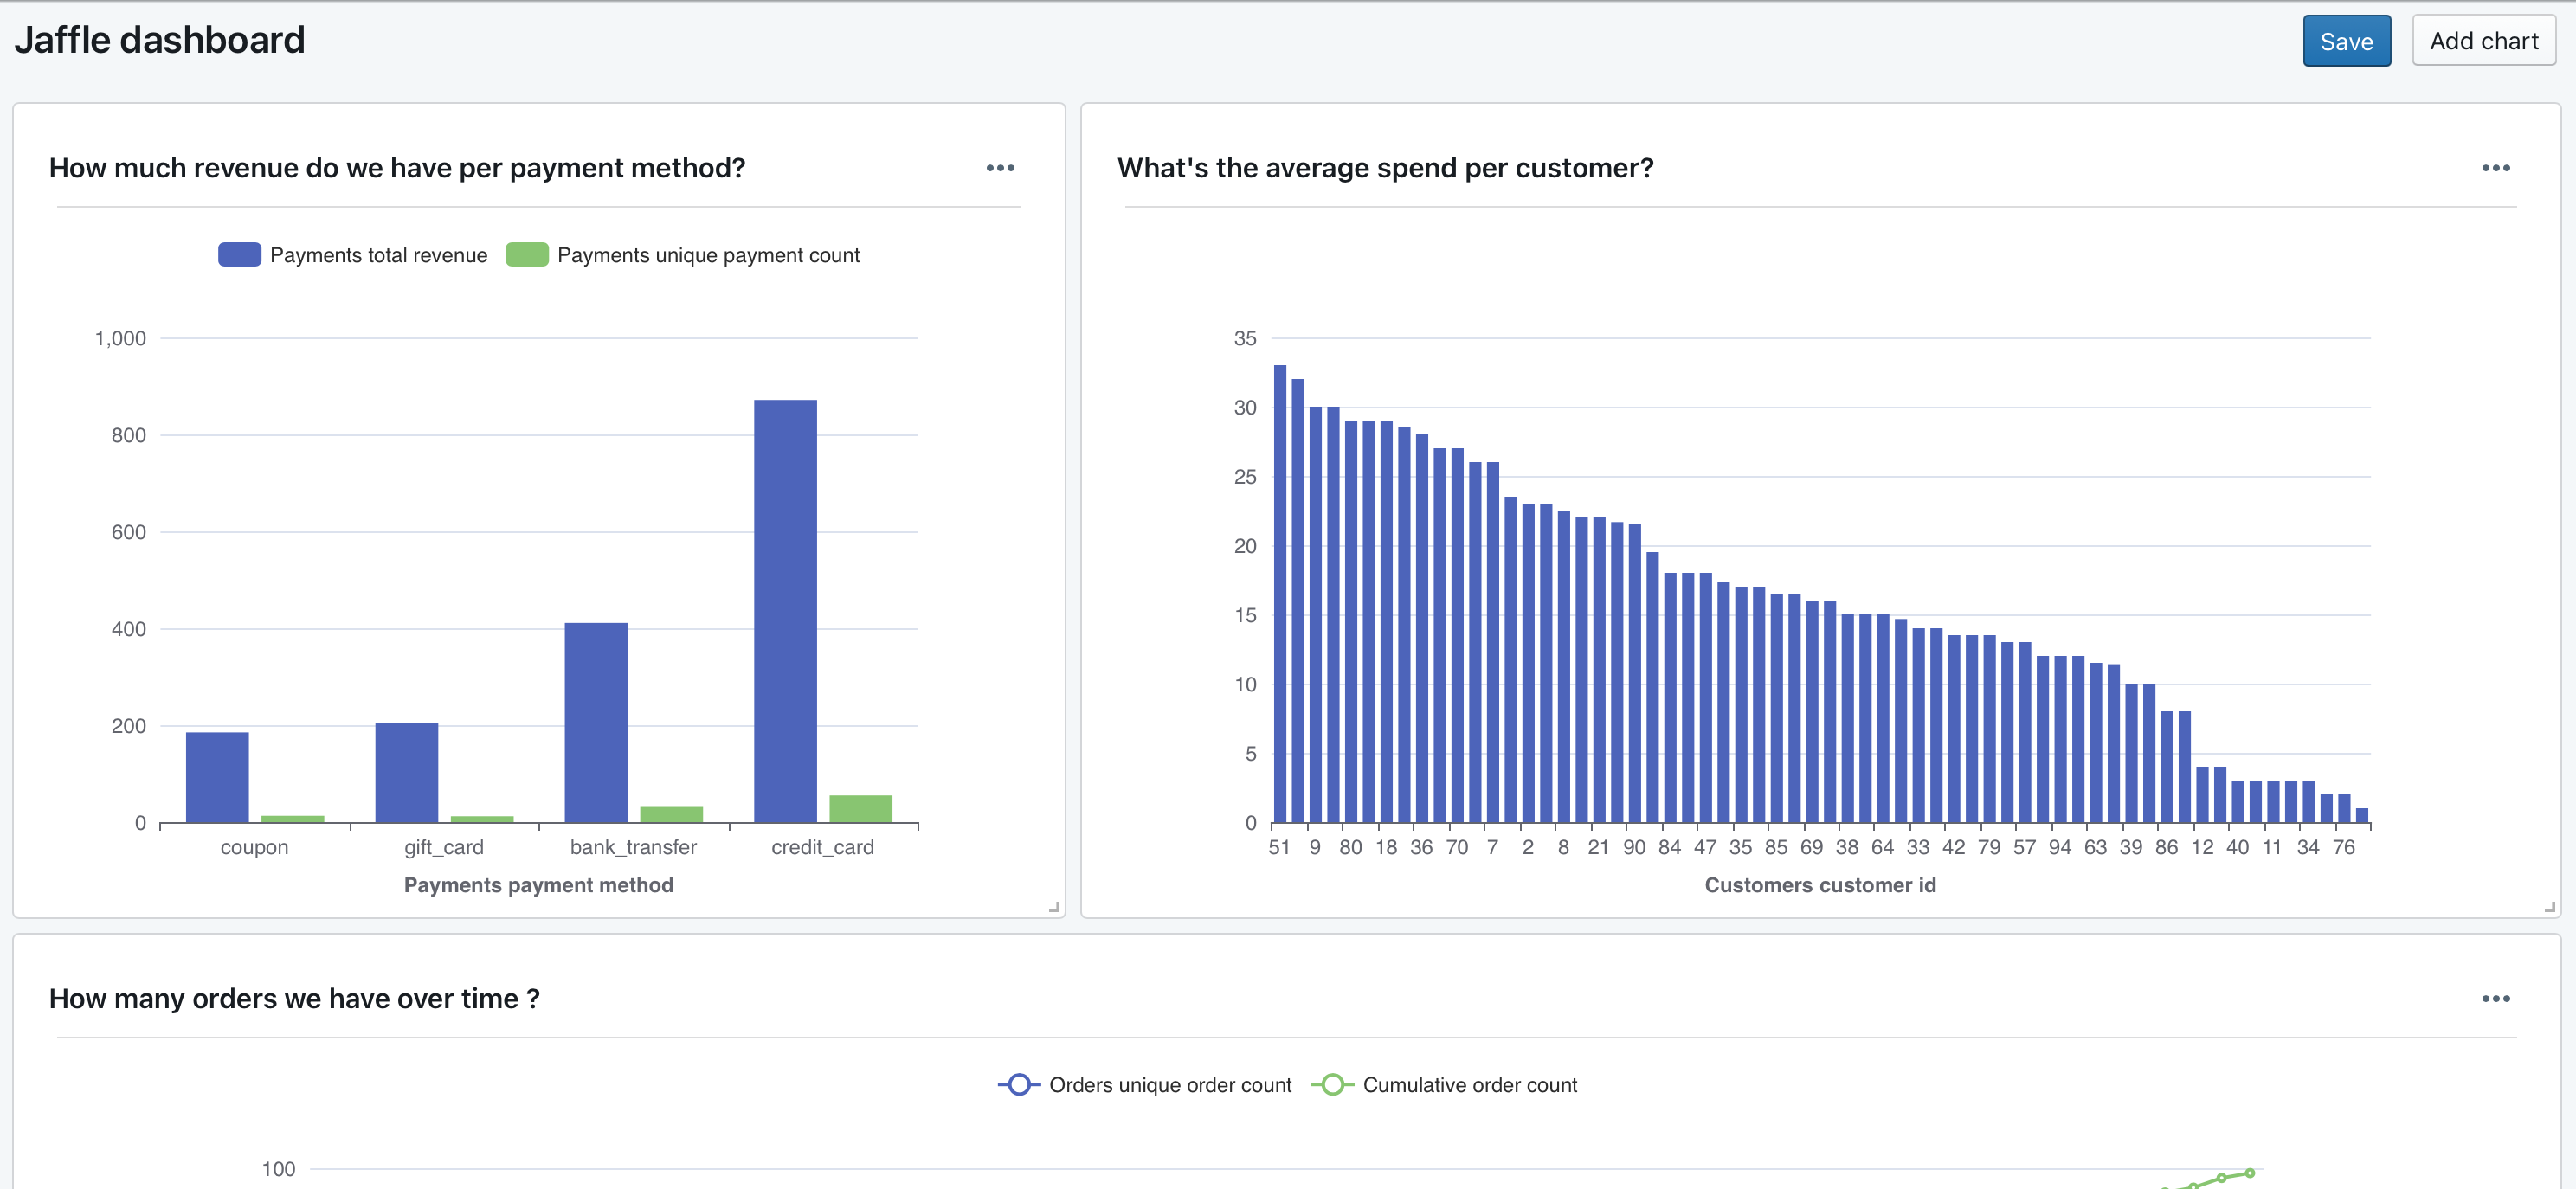 Jaffle dashboard
Save
Add chart
How much revenue do we have per payment method?
Payments total revenue
Payments unique payment count
1,000
800
600
400
200
0
coupon gift_card bank_transfer credit_card
Payments payment method
What's the average spend per customer?
35
30
25
20
15
10
5
0
51 9 80 18 36 70 7 2 8 21 90 84 47 35 85 69 38 64 33 42 79 57 94 63 39 86 12 40 11 34 76
Customers customer id
How many orders we have over time ?
Orders unique order count
Cumulative order count
100